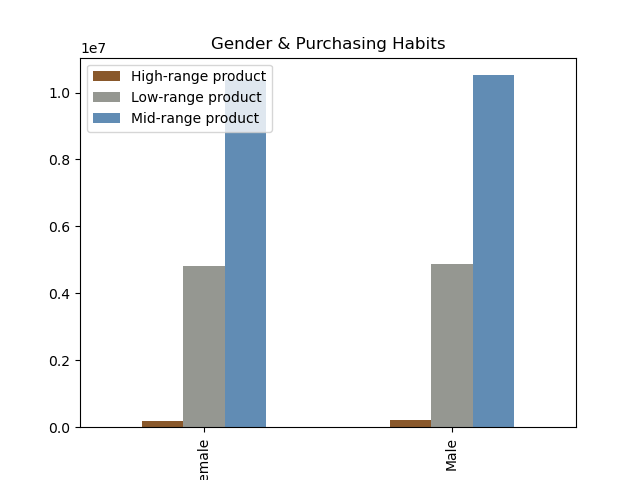 Gender & Purchasing Habits
1e7
High-range product
Low-range product
Mid-range product
1.0
0.8
0.6
0.4
0.2
0.0
emale
Male